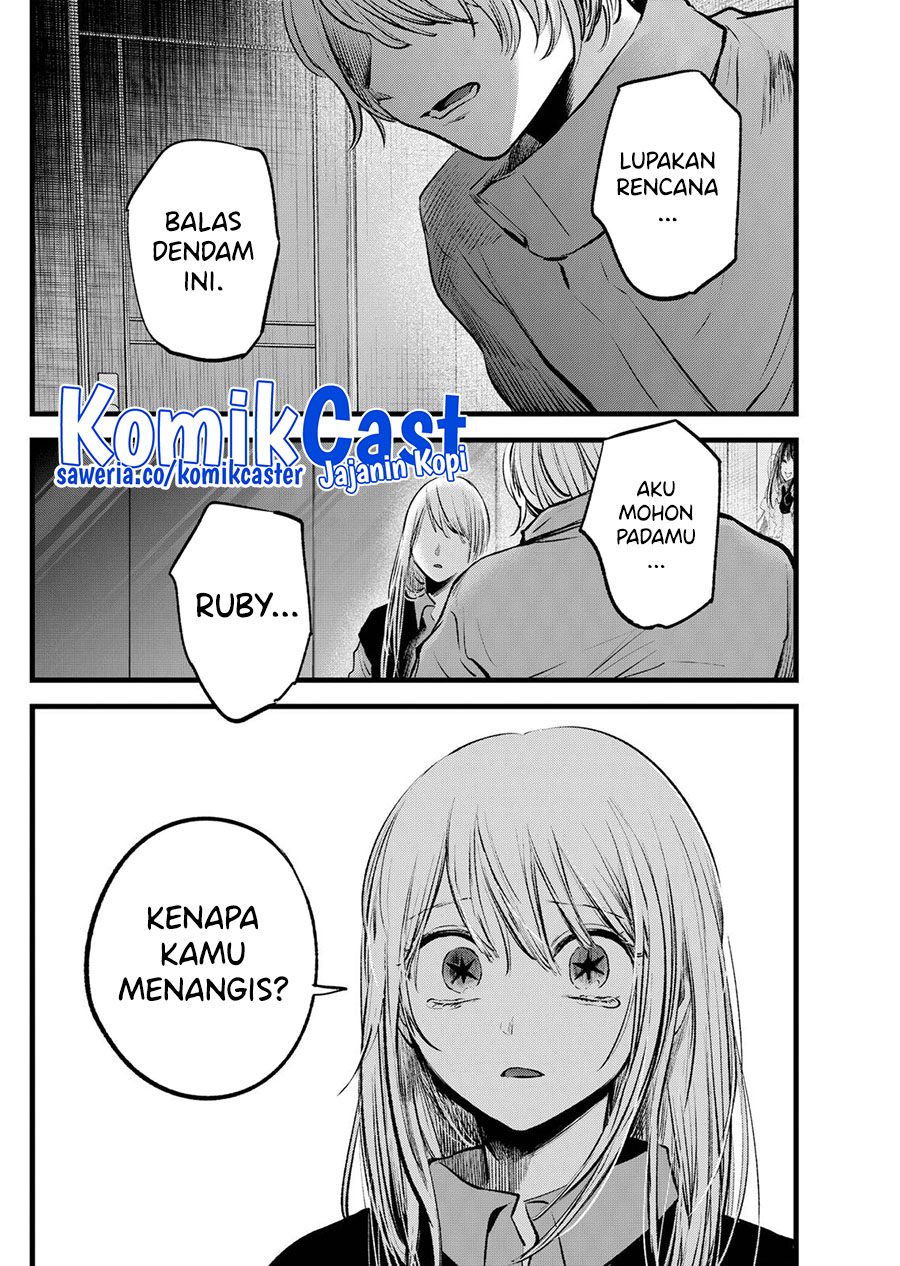 LUPAKAN
RENCANA
...
BALAS
DENDAM
INI.
KomikCast
saweria.co/komikcaster Jajanin Kopi
AKU
MOHON
PADAMU
...
RUBY...
KENAPA
KAMU
MENANGIS?